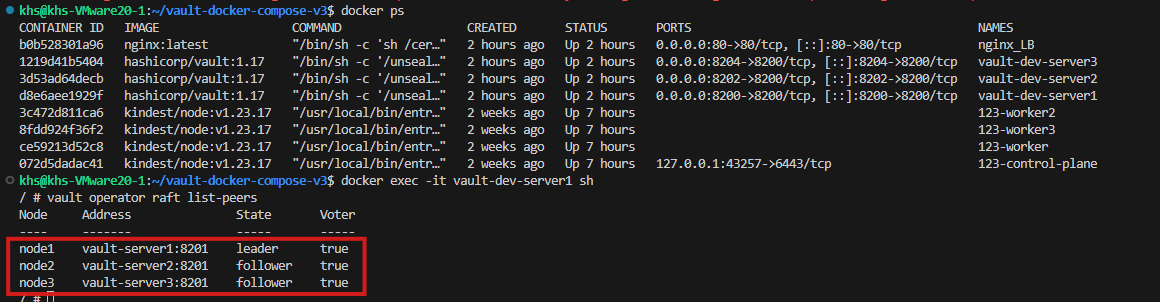 khs@khs-VMware20-1:~/vault-docker-compose-v3$ docker ps
CONTAINER ID   IMAGE                   COMMAND                  CREATED       STATUS       PORTS                                         NAMES
b0b528301a96   nginx:latest            "/bin/sh -c 'sh /cer…"   2 hours ago   Up 2 hours   0.0.0.0:80->80/tcp, [::]:80->80/tcp           nginx_LB
1219d41b5404   hashicorp/vault:1.17    "/bin/sh -c '/unseal…"   2 hours ago   Up 2 hours   0.0.0.0:8204->8200/tcp, [::]:8204->8200/tcp   vault-dev-server3
3d53ad64decb   hashicorp/vault:1.17    "/bin/sh -c '/unseal…"   2 hours ago   Up 2 hours   0.0.0.0:8202->8200/tcp, [::]:8202->8200/tcp   vault-dev-server2
d8e6aee1929f   hashicorp/vault:1.17    "/bin/sh -c '/unseal…"   2 hours ago   Up 2 hours   0.0.0.0:8200->8200/tcp, [::]:8200->8200/tcp   vault-dev-server1
3c472d811ca6   kindest/node:v1.23.17   "/usr/local/bin/entr…"   2 weeks ago   Up 7 hours                                                 123-worker2
8fdd924f36f2   kindest/node:v1.23.17   "/usr/local/bin/entr…"   2 weeks ago   Up 7 hours                                                 123-worker3
ce59213d52c8   kindest/node:v1.23.17   "/usr/local/bin/entr…"   2 weeks ago   Up 7 hours                                                 123-worker
072d5dadac41   kindest/node:v1.23.17   "/usr/local/bin/entr…"   2 weeks ago   Up 7 hours   127.0.0.1:43257->6443/tcp                     123-control-plane
khs@khs-VMware20-1:~/vault-docker-compose-v3$ docker exec -it vault-dev-server1 sh
/ # vault operator raft list-peers
Node     Address               State       Voter
----     -------               -----       -----
node1    vault-server1:8201    leader      true
node2    vault-server2:8201    follower    true
node3    vault-server3:8201    follower    true
/ #